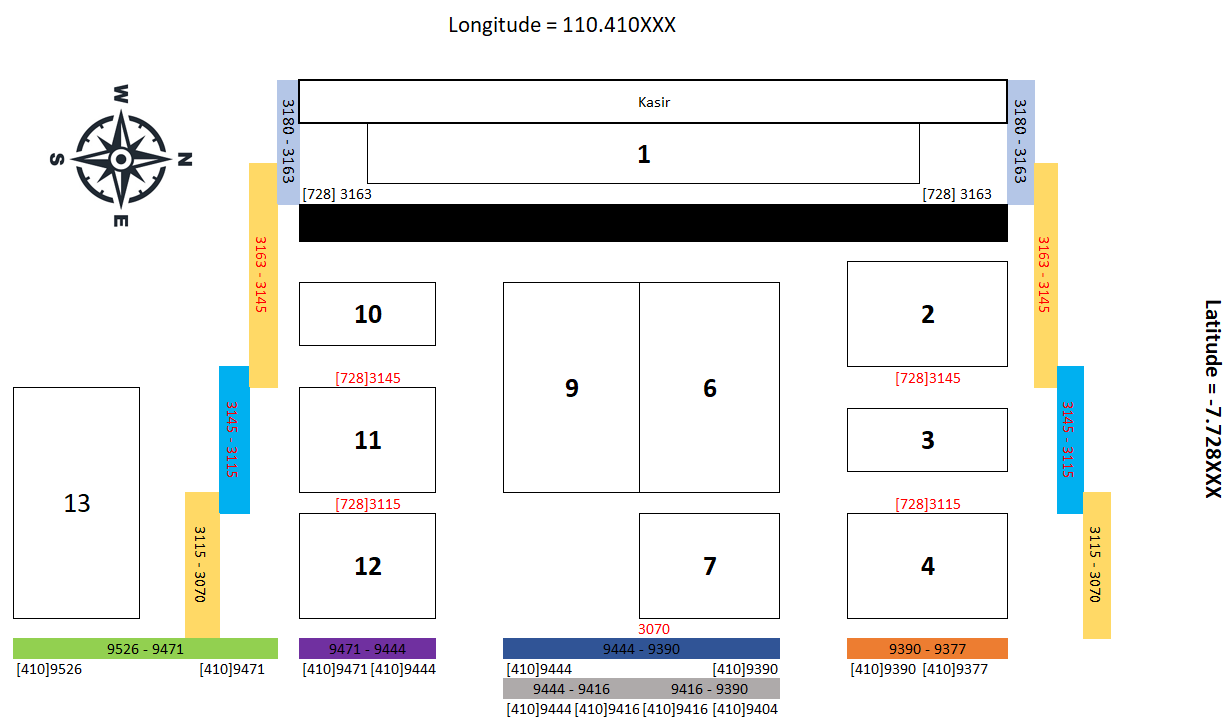 Longitude = 110.410XXX
W
S
N
E
Kasir
1
3180 - 3163
3180 - 3163
[728] 3163
[728] 3163
3163 - 3145
3163 - 3145
10
9
6
2
[728]3145
[728]3145
Latitude = -7.728XXX
3145 - 3115
3145 - 3115
11
3
13
[728]3115
[728]3115
3115 - 3070
3115 - 3070
12
7
4
3070
9526 - 9471
9471 - 9444
9444 - 9390
9390 - 9377
[410]9526
[410]9471
[410]9471 [410]9444
[410]9444
[410]9390
[410]9390 [410]9377
9444 - 9416
9416 - 9390
[410]9444 [410]9416 [410]9416 [410]9404